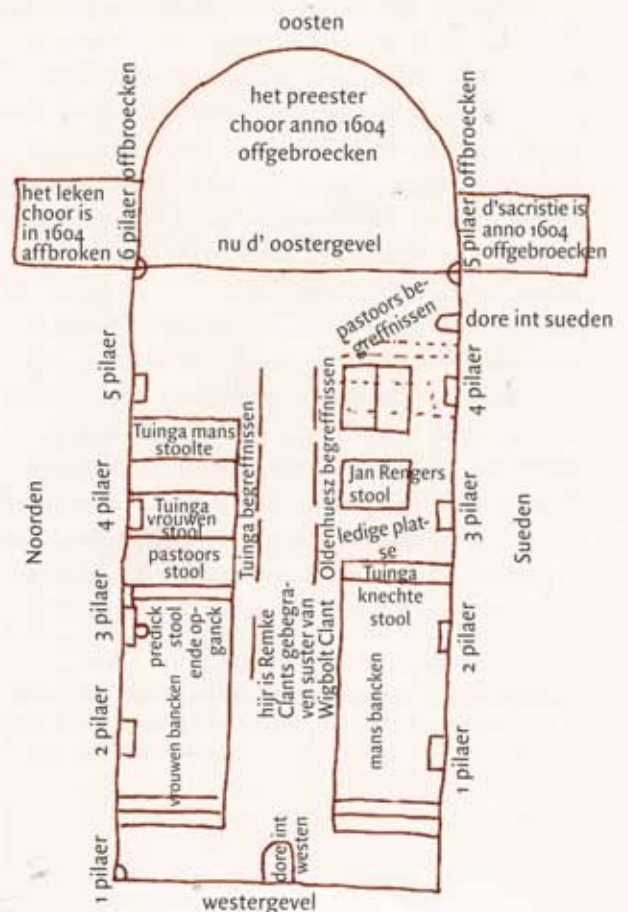 oosten
het preester
choor anno 1604
offgebroecken
6 pilaer offbroecken
5 pilaer offbroecken
het leken
choor is
in 1604
affbroken
d'sacristie is
anno 1604
offgebroecken
nu d' oostergevel
pastoors be-
greffnissen
dore int sueden
5 pilaer
4 pilaer
Tuinga mans
stoolte
Tuinga begreffnissen
Oldenhuesz begreffnissen
Jan Rengers
stool
4 pilaer
Tuinga
vrouwen
stool
3 pilaer
ledige plat-
se
Noorden
Sueden
pastoors
stool
Tuinga
knechte
stool
3 pilaer
predick
stool
ende op-
ganck
hijr is Remke
Clants gebegra-
ven suster van
Wigbolt Clant
2 pilaer
2 pilaer
vrouwen bancken
mans bancken
1 pilaer
1 pilaer
dore int
westen
westergevel